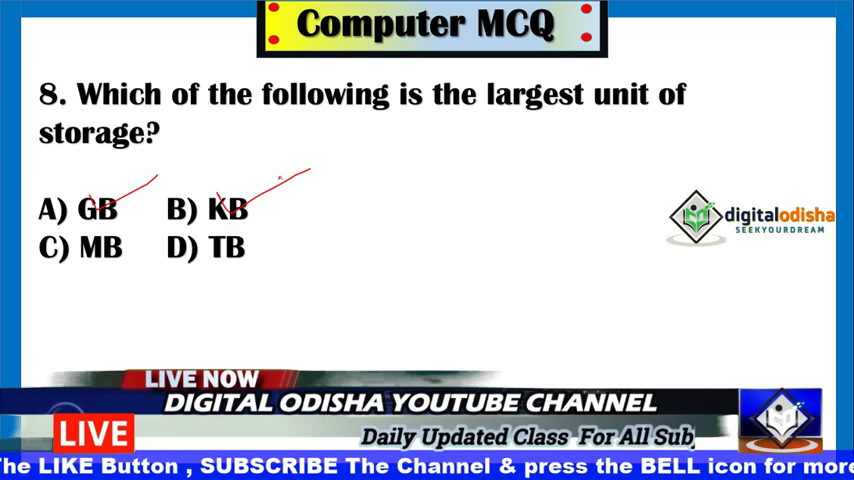 Computer MCQ
8. Which of the following is the largest unit of
storage?
A) GB B) KB
C) MB D) TB
digitalodisha
SEEKYOURDREAM
LIVE NOW
DIGITAL ODISHA YOUTUBE CHANNEL
LIVE
Daily Updated Class For All Sub
The LIKE Button , SUBSCRIBE The Channel & press the BELL icon for more